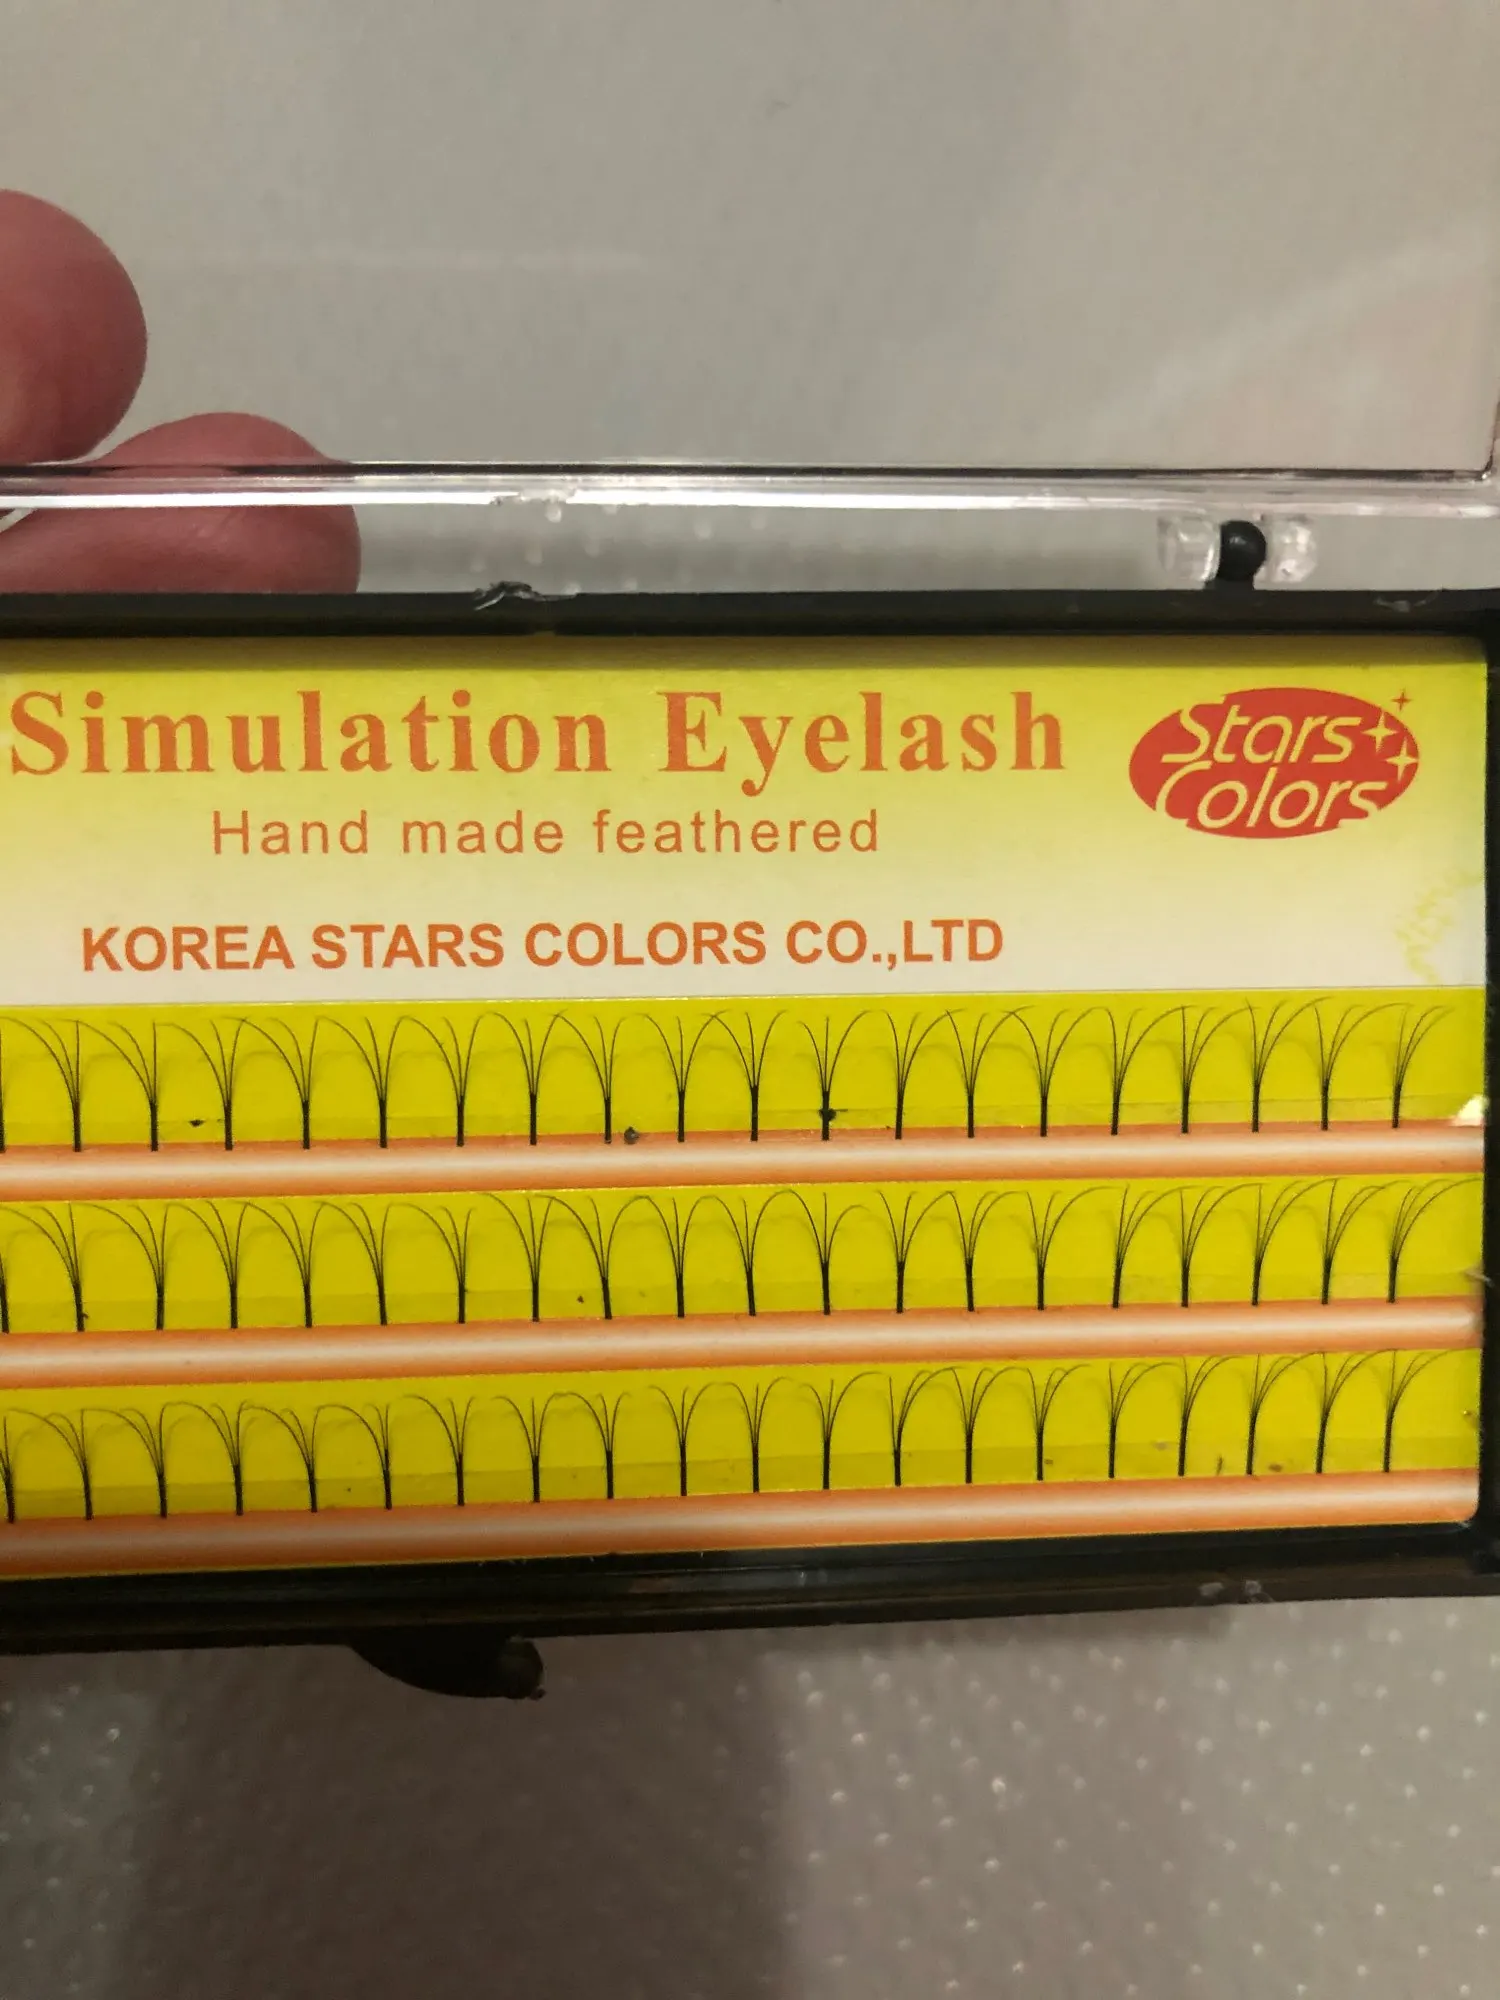 Simulation Eyelash
Stars
Colors
Hand made feathered
KOREA STARS COLORS CO.,LTD